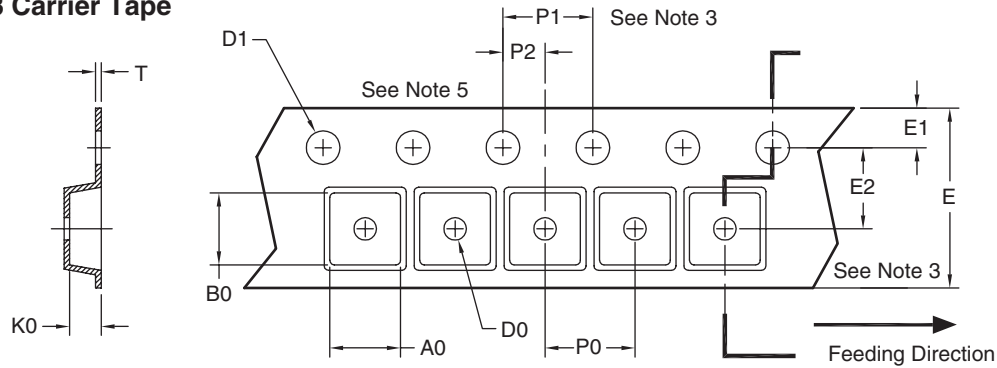 Carrier Tape
P1
See Note 3
D1
P2
T
See Note 5
E1
E2
E
B0
See Note 3
K0
D0
A0
P0
Feeding Direction